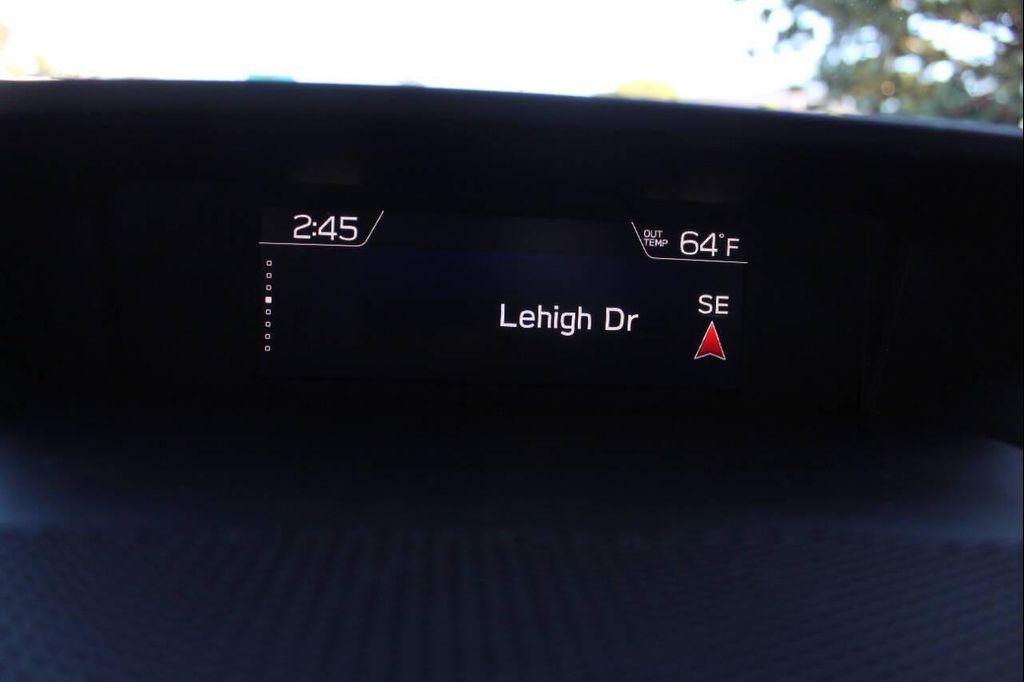 2:45
OUT
TEMP
64°F
SE
Lehigh Dr